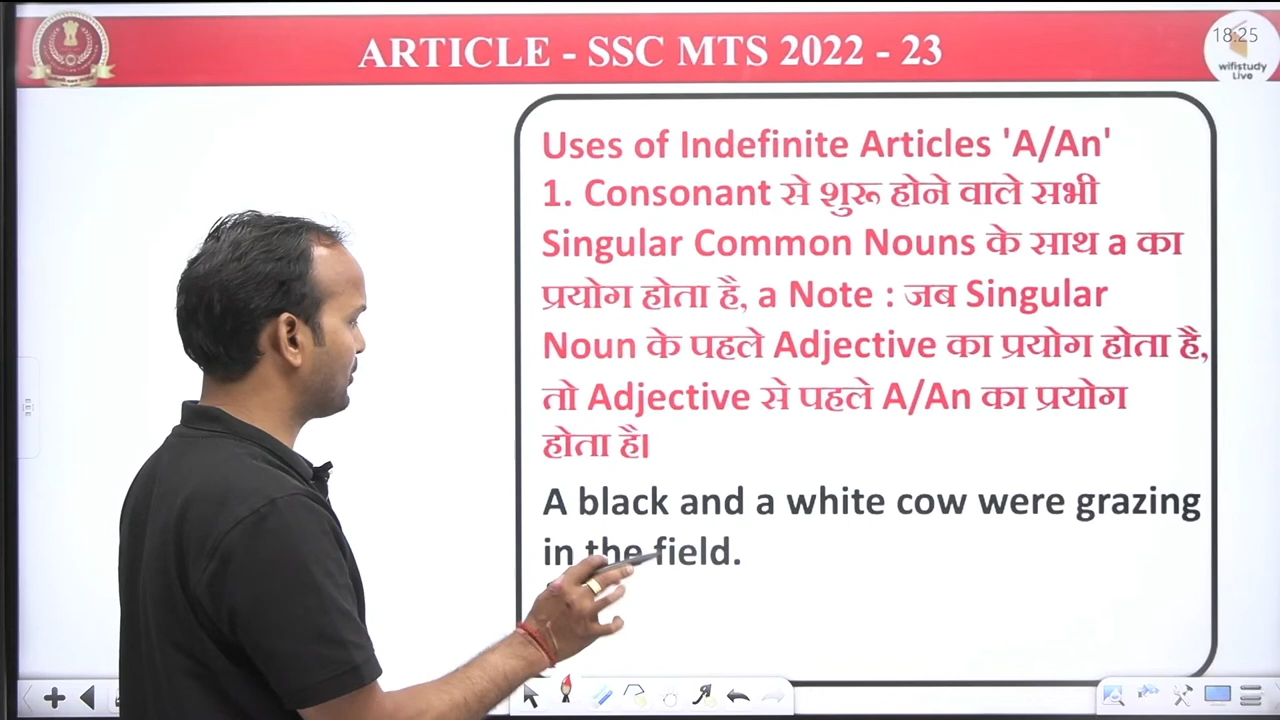 ARTICLE - SSC MTS 2022 - 23
18:25
wifistudy
Live
Uses of Indefinite Articles 'A/An'
1. Consonant से शुरू होने वाले सभी
Singular Common Nouns के साथ a का
प्रयोग होता है, a Note : जब Singular
Noun के पहले Adjective का प्रयोग होता है,
तो Adjective से पहले A/An का प्रयोग
होता है।
A black and a white cow were grazing
in the field.